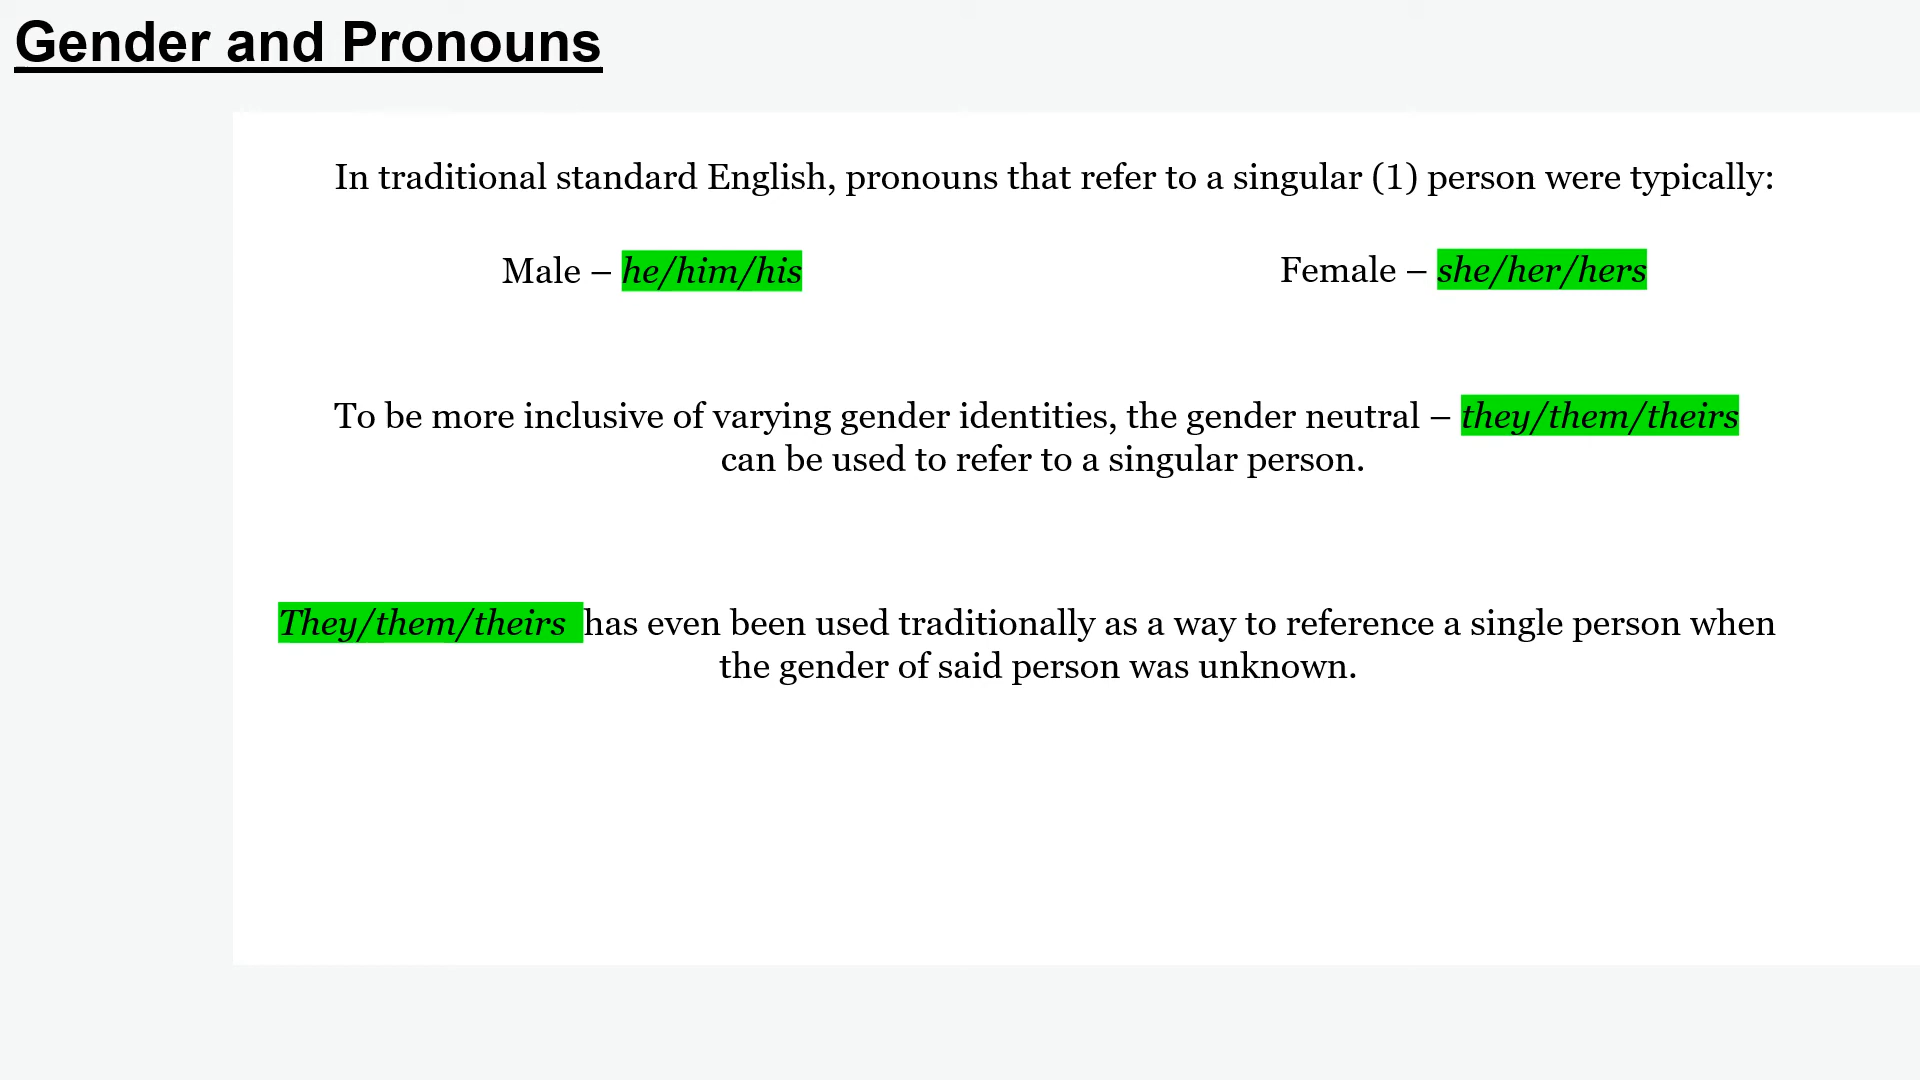 Gender and Pronouns
In traditional standard English, pronouns that refer to a singular (1) person were typically:
Male – he/him/his
Female – she/her/hers
To be more inclusive of varying gender identities, the gender neutral – they/them/theirs
can be used to refer to a singular person.
They/them/theirs has even been used traditionally as a way to reference a single person when
the gender of said person was unknown.